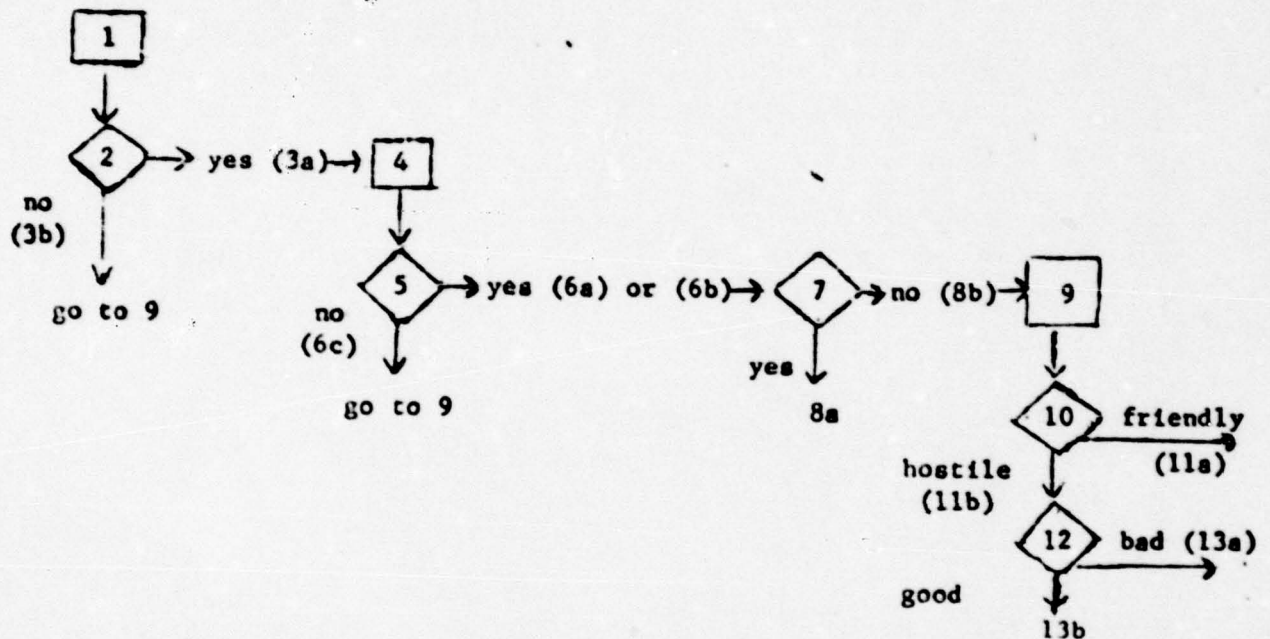 1
2 yes (3a) 4
no
(3b)
5 yes (6a) or (6b) 7 no (8b) 9
go to 9
no
(6c)
yes
go to 9
8a
10 friendly
(11a)
hostile
(11b)
12 bad (13a)
good
13b